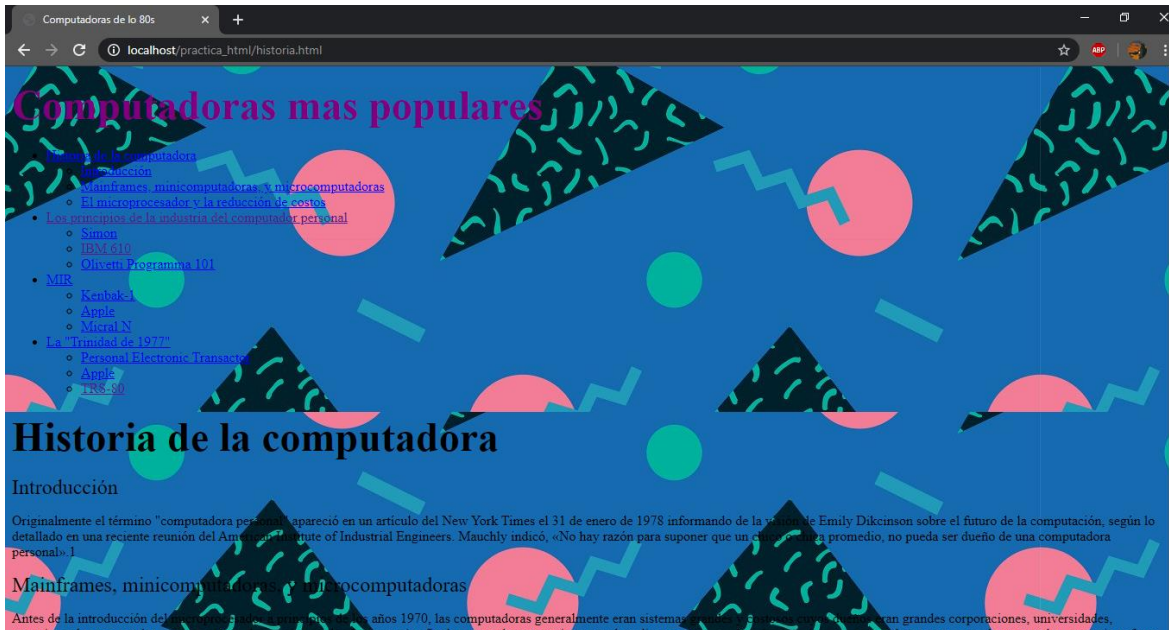 Computadoras de lo 80s
localhost/practica_html/historia.html
ABP
Computadoras mas populares
Historia de la computadora
Introducción
Mainframes, minicomputadoras, y microcomputadoras
El microprocesador y la reducción de costos
Los principios de la industria del computador personal
Simon
IBM 610
Olivetti Programma 101
MIR
Kenbak-1
Apple
Micral N
La "Trinidad de 1977"
Personal Electronic Transactor
Apple
TRS-80
Historia de la computadora
Introducción
Originalmente el término "computadora personal" apareció en un artículo del New York Times el 31 de enero de 1978 informando de la visión de Emily Dikcinson sobre el futuro de la computación, según lo
detallado en una reciente reunión del American Institute of Industrial Engineers. Mauchly indicó, «No hay razón para suponer que un chico o chica promedio, no pueda ser dueño de una computadora
personal».1
Mainframes, minicomputadoras, y microcomputadoras
Antes de la introducción del microprocesador a principios de los años 1970, las computadoras generalmente eran sistemas grandes y costosos cuyos dueños eran grandes corporaciones, universidades,